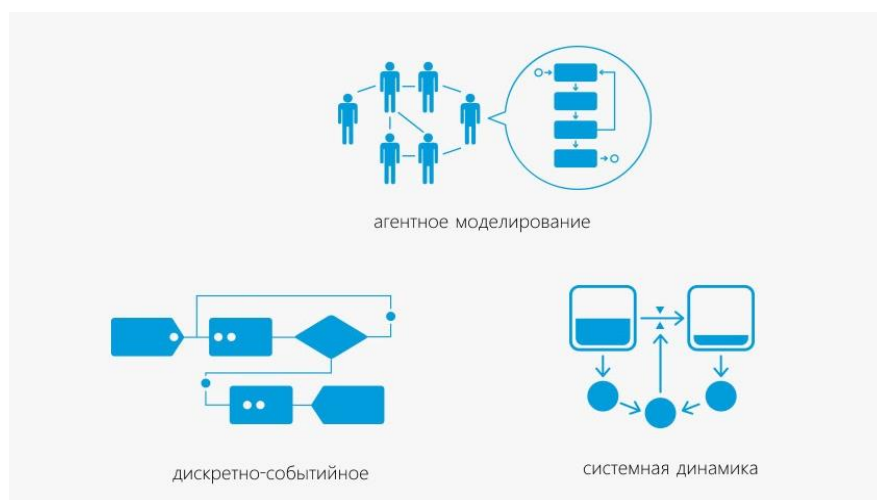 агентное моделирование
дискретно-событийное
системная динамика